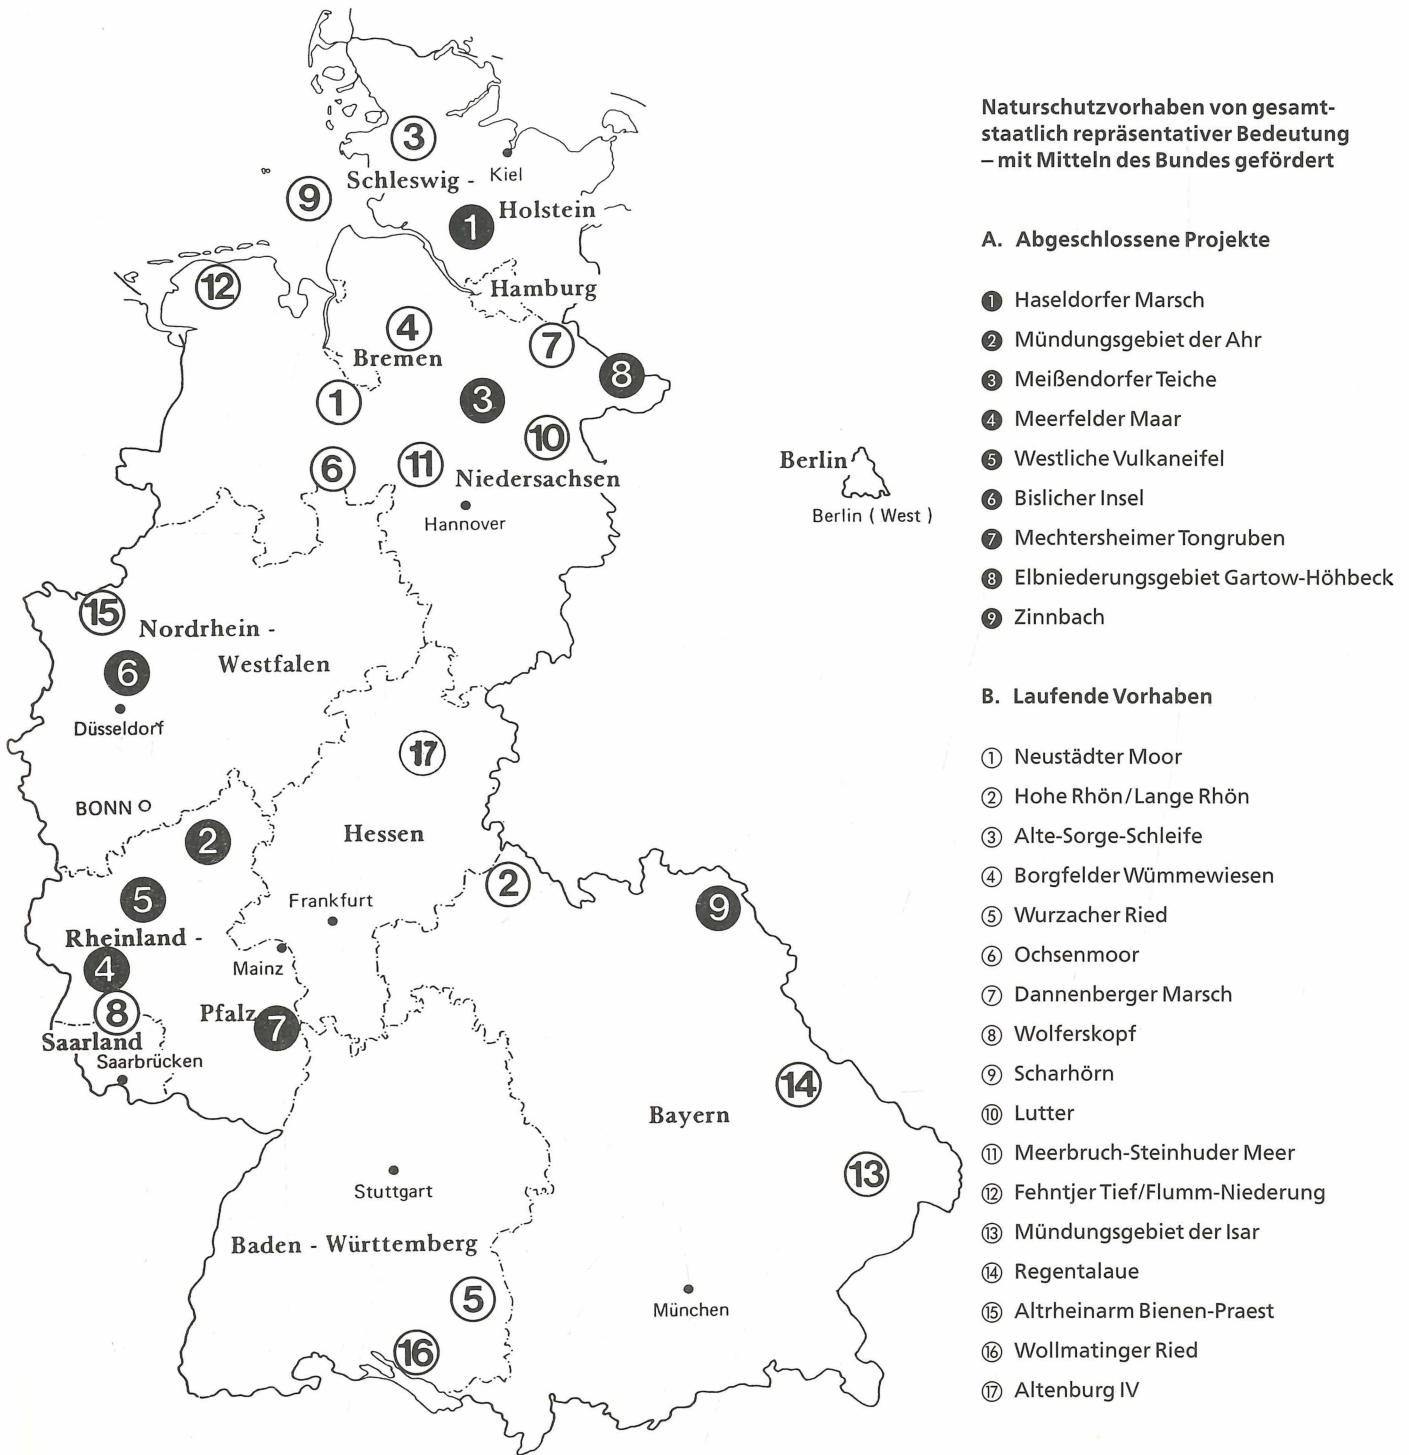 Naturschutzvorhaben von gesamt-
staatlich repräsentativer Bedeutung
– mit Mitteln des Bundes gefördert
A. Abgeschlossene Projekte
1 Haseldorfer Marsch
2 Mündungsgebiet der Ahr
3 Meißendorfer Teiche
4 Meerfelder Maar
5 Westliche Vulkaneifel
6 Bislicher Insel
7 Mechtersheimer Tongruben
8 Elbniederungsgebiet Gartow-Höhbeck
9 Zinnbach
B. Laufende Vorhaben
1 Neustädter Moor
2 Hohe Rhön/Lange Rhön
3 Alte-Sorge-Schleife
4 Borgfelder Wümmewiesen
5 Wurzacher Ried
6 Ochsenmoor
7 Dannenberger Marsch
8 Wolferskopf
9 Scharhörn
10 Lutter
11 Meerbruch-Steinhuder Meer
12 Fehntjer Tief/Flumm-Niederung
13 Mündungsgebiet der Isar
14 Regentalaue
15 Altrheinarm Bienen-Praest
16 Wollmatinger Ried
17 Altenburg IV
3
Schleswig - Kiel
9
Holstein
1
12
Hamburg
4
7
Bremen
8
1
3
10
6
11
Niedersachsen
Hannover
Berlin
Berlin ( West )
15
Nordrhein -
Westfalen
6
Düsseldorf
17
BONN
Hessen
2
2
5
Frankfurt
9
Rheinland -
4
Mainz
8
Pfalz
7
Saarland
Saarbrücken
14
Bayern
13
Stuttgart
Baden - Württemberg
5
München
16